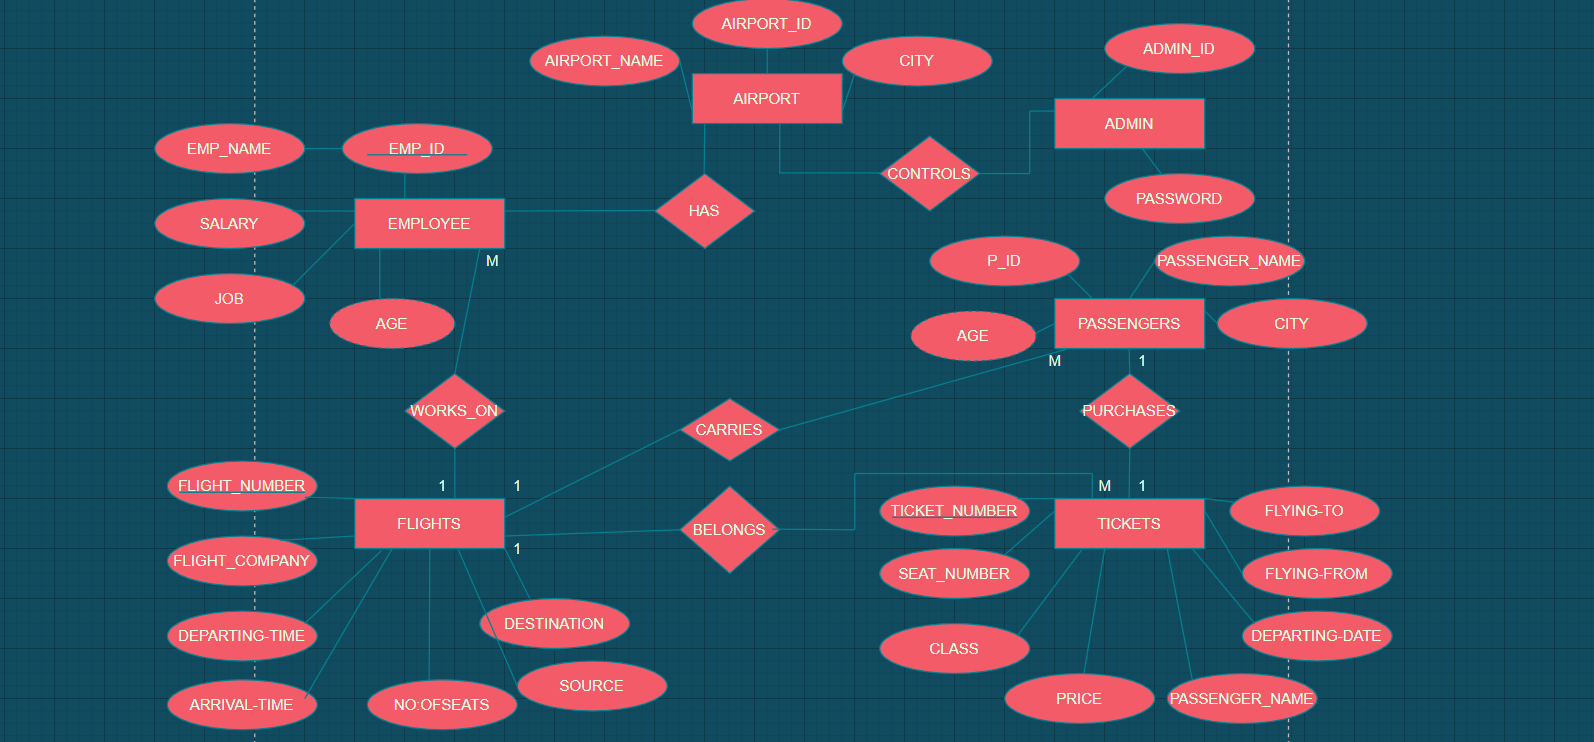 AIRPORT_ID
AIRPORT_NAME
CITY
ADMIN_ID
AIRPORT
ADMIN
EMP_NAME
EMP_ID
CONTROLS
PASSWORD
HAS
SALARY
EMPLOYEE
M
P_ID
PASSENGER_NAME
JOB
AGE
AGE
PASSENGERS
CITY
M
1
WORKS_ON
CARRIES
PURCHASES
FLIGHT_NUMBER
1
1
M
1
FLIGHTS
BELONGS
TICKET_NUMBER
TICKETS
FLYING-TO
1
FLIGHT_COMPANY
SEAT_NUMBER
FLYING-FROM
DEPARTING-TIME
DESTINATION
CLASS
DEPARTING-DATE
ARRIVAL-TIME
NO:OFSEATS
SOURCE
PRICE
PASSENGER_NAME